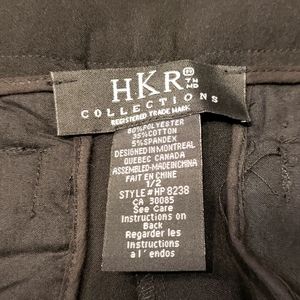 HKR
COLLECTIONS
REGISTERED TRADE MARK
60% POLYESTER
35% COTTON
5% SPANDEX
DESIGNED IN MONTREAL
QUEBEC CANADA
ASSEMBLED-MADE IN CHINA
FAIT EN CHINE
1/2
STYLE # HP 8238
CA 30085
See Care
Instructions on
Back
Regarder les
Instructions
a l' endos